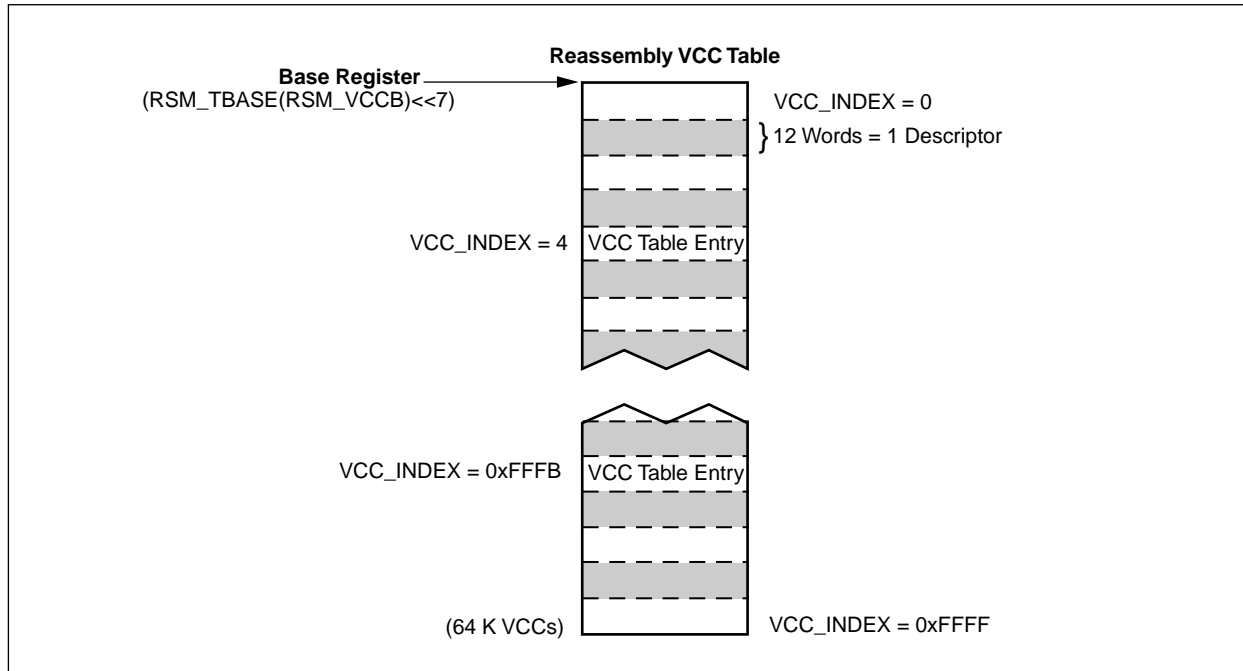 Reassembly VCC Table
Base Register
(RSM_TBASE(RSM_VCCB)<<7)
VCC_INDEX = 0
} 12 Words = 1 Descriptor
VCC_INDEX = 4
VCC Table Entry
VCC_INDEX = 0xFFFB
VCC Table Entry
(64 K VCCs)
VCC_INDEX = 0xFFFF